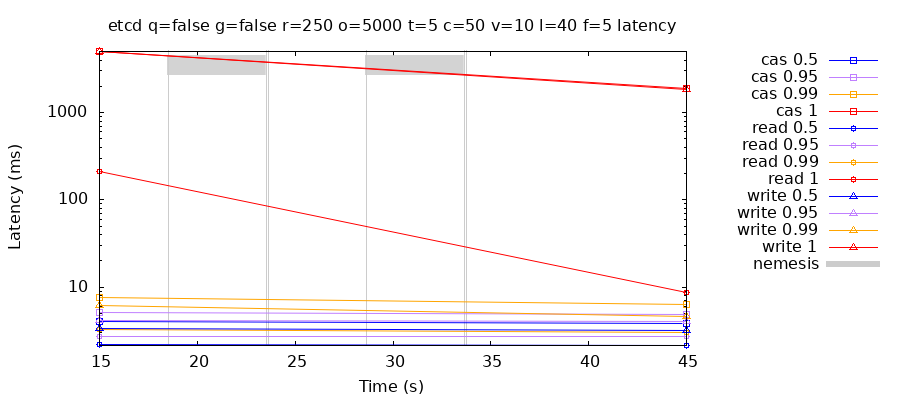 etcd q=false g=false r=250 o=5000 t=5 c=50 v=10 l=40 f=5 latency
Latency (ms)
1000
100
10
15 20 25 30 35 40 45
Time (s)
cas 0.5
cas 0.95
cas 0.99
cas 1
read 0.5
read 0.95
read 0.99
read 1
write 0.5
write 0.95
write 0.99
write 1
nemesis